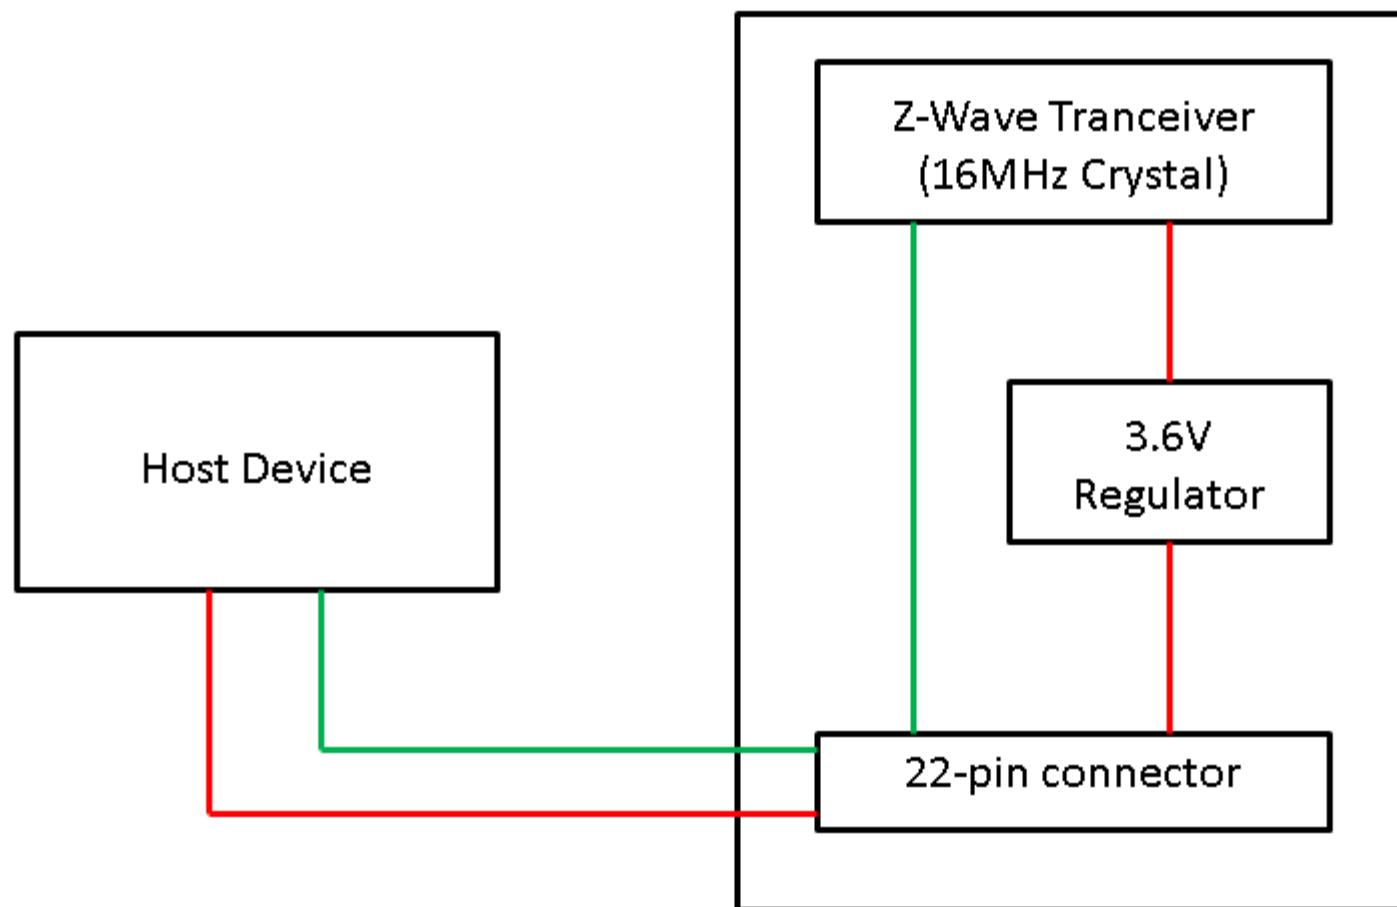 Z-Wave Tranceiver
(16MHz Crystal)
Host Device
3.6V
Regulator
22-pin connector